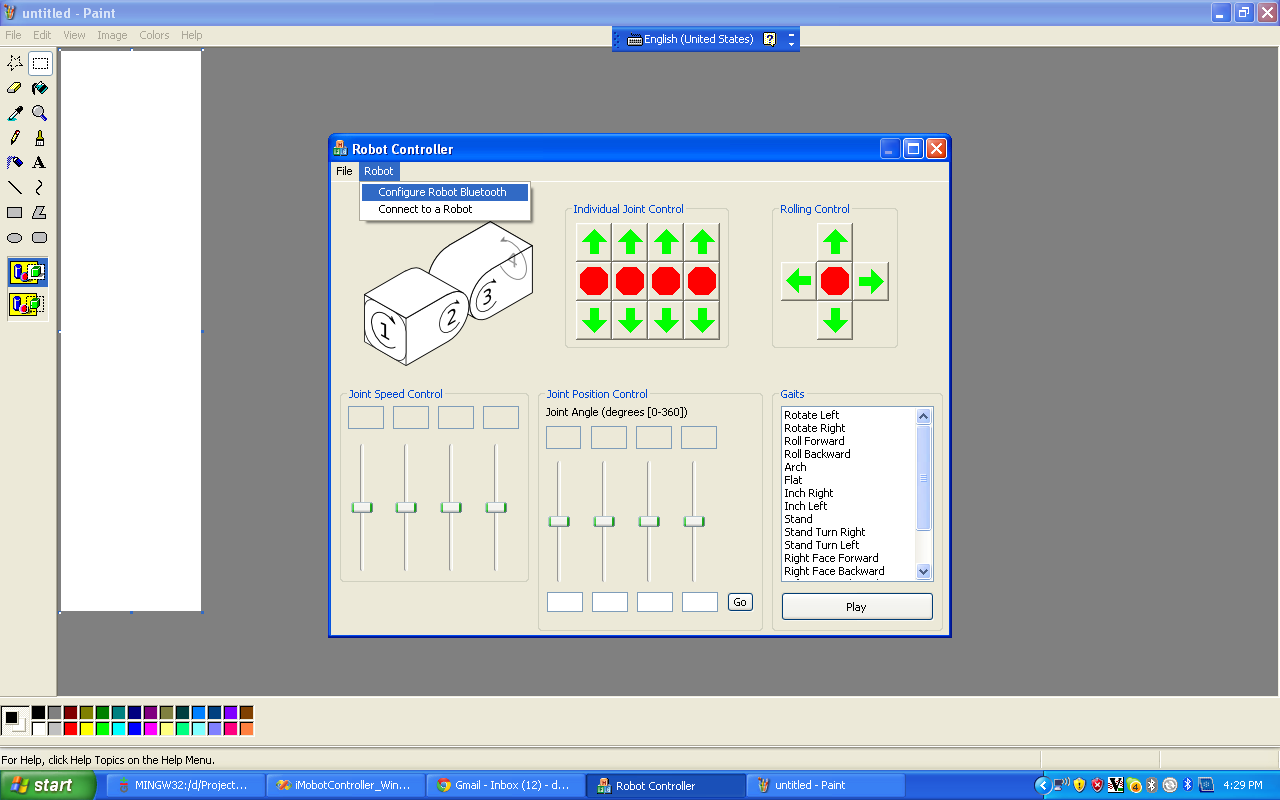 untitled - Paint
File Edit View Image Colors Help
English (United States)
Robot Controller
File Robot
Configure Robot Bluetooth
Connect to a Robot
1
2
3
4
Individual Joint Control
Rolling Control
Joint Speed Control
Joint Position Control
Joint Angle (degrees [0-360])
Go
Gaits
Rotate Left
Rotate Right
Roll Forward
Roll Backward
Arch
Flat
Inch Right
Inch Left
Stand
Stand Turn Right
Stand Turn Left
Right Face Forward
Right Face Backward
Play
A
For Help, click Help Topics on the Help Menu.
start
MINGW32:/d/Project...
iMobotController_Win...
Gmail - Inbox (12) - d...
Robot Controller
untitled - Paint
4:29 PM